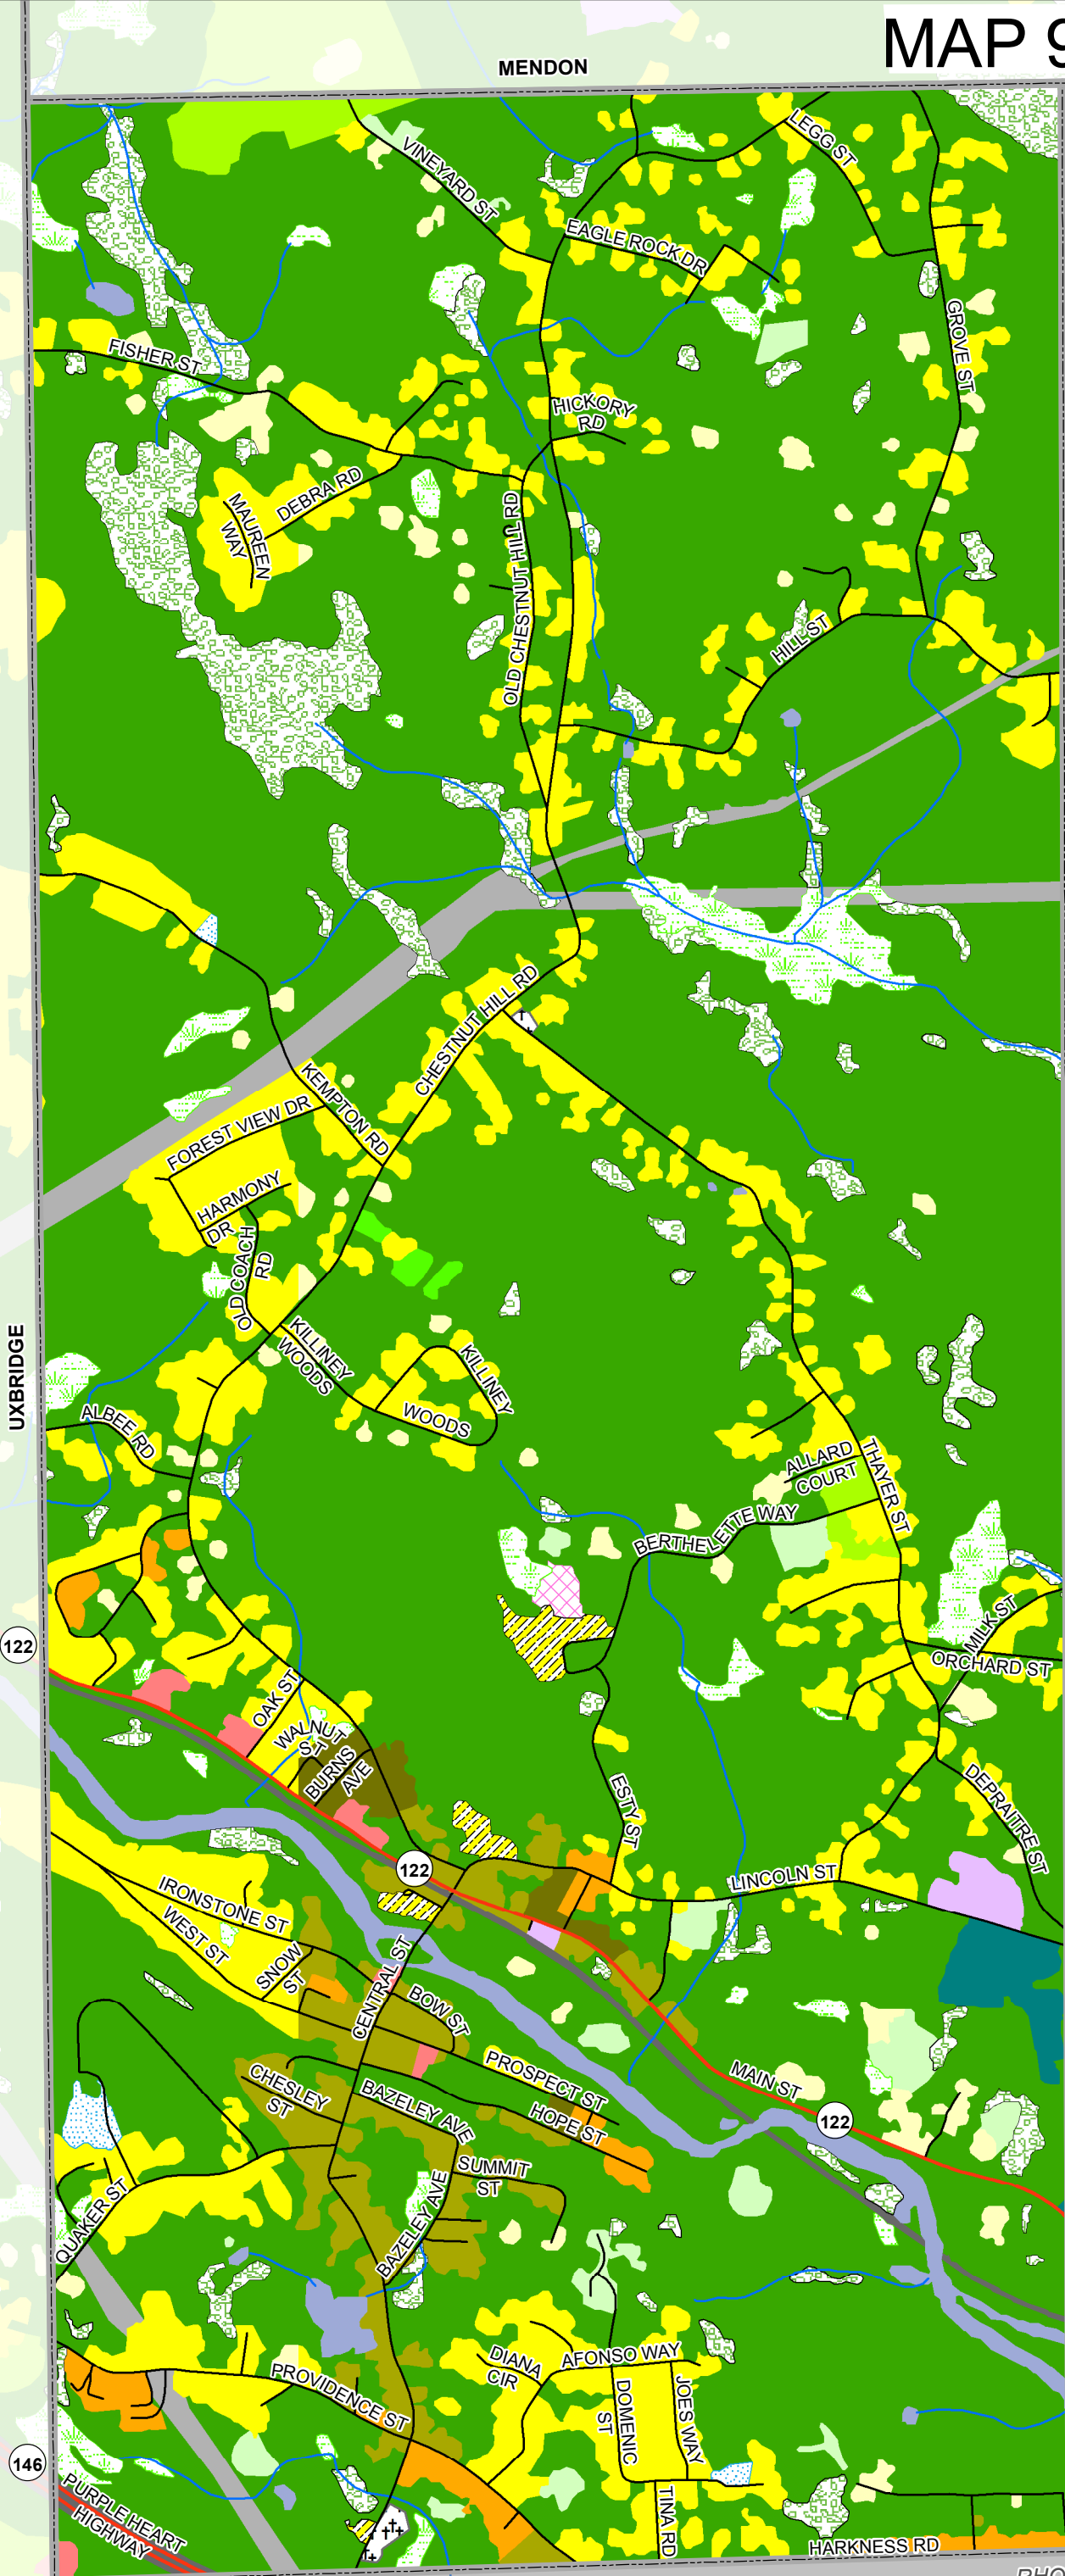 MAP 9
MENDON
LEGG ST
VINEYARD ST
EAGLE ROCK DR
GROVE ST
FISHER ST
HICKORY
RD
DEBRA RD
MAUREEN
WAY
OLD CHESTNUT HILL RD
HILL ST
CHESTNUT HILL RD
KEMPTON RD
FOREST VIEW DR
HARMONY
DR
OLD COACH
RD
KILLINEY
WOODS
KILLINEY
WOODS
UXBRIDGE
ALBEE RD
ALLARD
COURT
THAYER ST
BERTHELETTE WAY
MILK ST
ORCHARD ST
122
OAK ST
WALNUT
ST
BURNS
AVE
ESTY ST
DEPRAITRE ST
122
LINCOLN ST
IRONSTONE ST
WEST ST
SNOW
ST
CENTRAL ST
BOW ST
PROSPECT ST
MAIN ST
CHESLEY
ST
BAZELEY AVE
HOPE ST
122
SUMMIT
ST
QUAKER ST
BAZELEY AVE
DIANA
CIR
AFONSO WAY
PROVIDENCE ST
DOMENIC
ST
JOES WAY
146
PURPLE HEART
HIGHWAY
TINA RD
HARKNESS RD